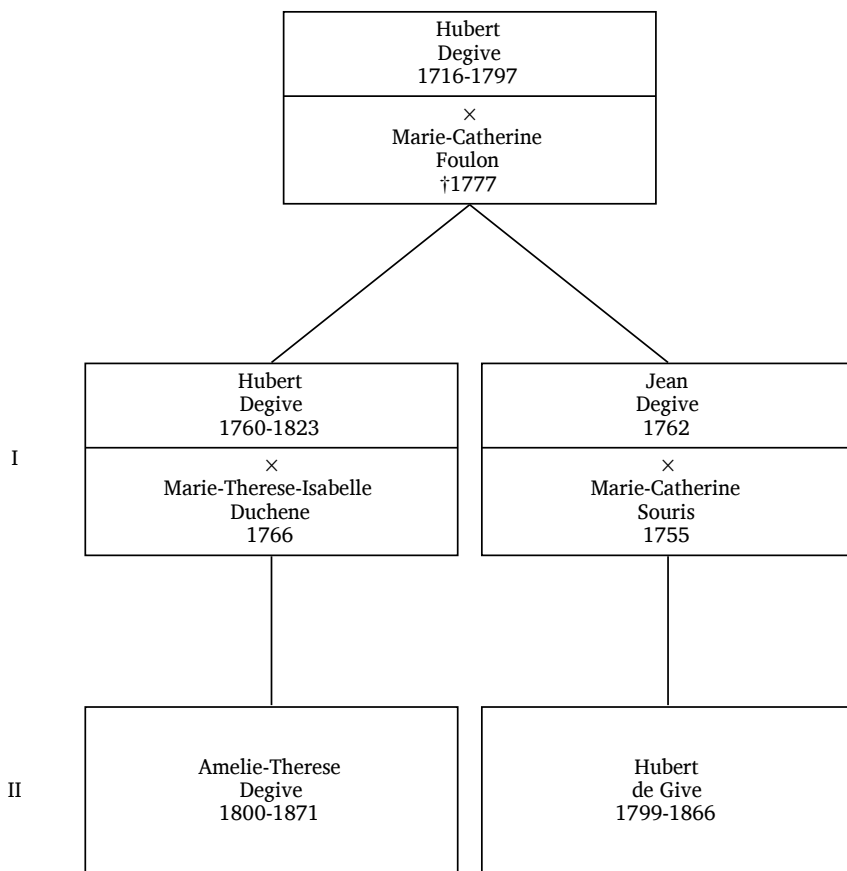 Hubert
Degive
1716-1797
×
Marie-Catherine
Foulon
†1777
Hubert
Degive
1760-1823
Jean
Degive
1762
I
×
Marie-Therese-Isabelle
Duchene
1766
×
Marie-Catherine
Souris
1755
II
Amelie-Therese
Degive
1800-1871
Hubert
de Give
1799-1866